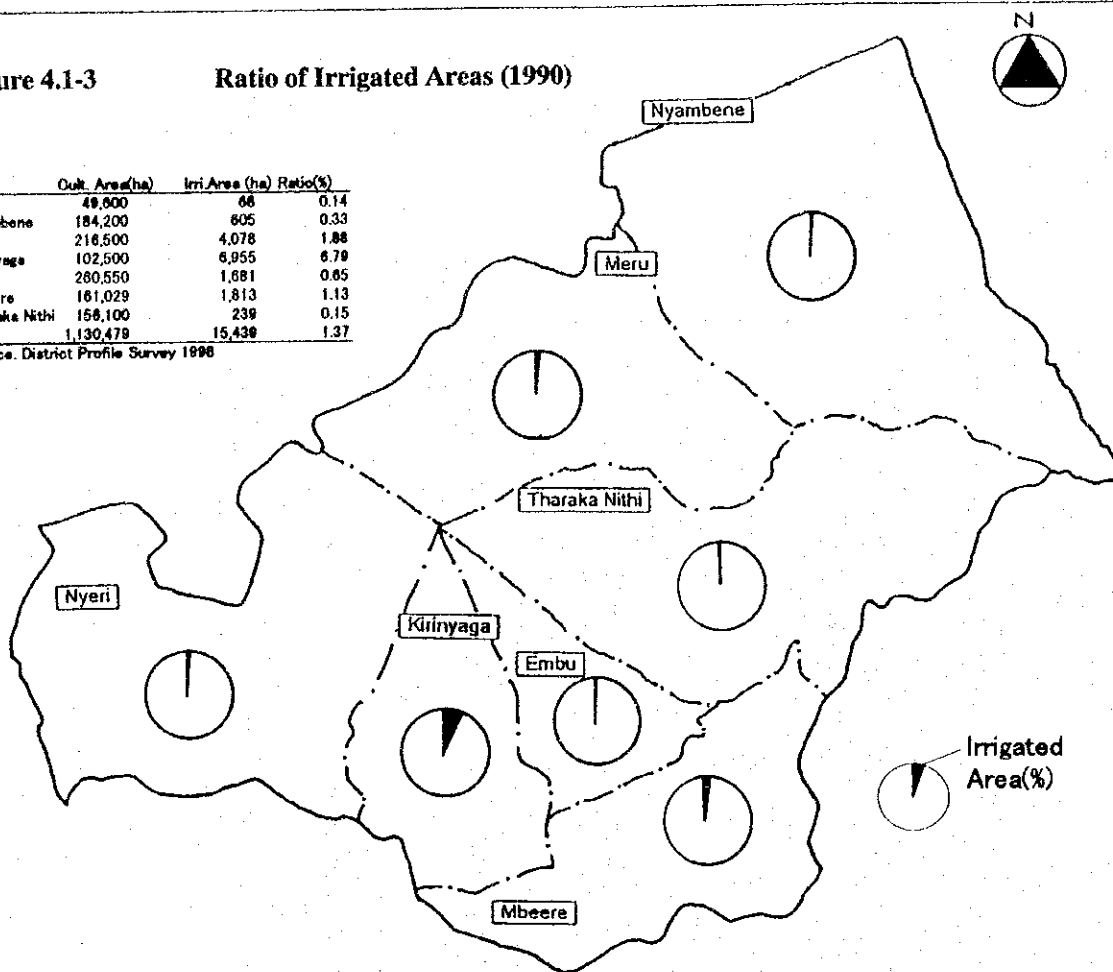 ure 4.1-3 Ratio of Irrigated Areas (1990)
N
Cult. Area(ha) Irri.Area (ha) Ratio(%)
49,600 66 0.14
bene 184,200 605 0.33
216,500 4,078 1.88
aga 102,500 6,955 6.79
260,550 1,681 0.65
re 161,029 1,813 1.13
ka Nithi 156,100 239 0.15
1,130,479 15,439 1.37
ce. District Profile Survey 1998
Nyambene
Meru
Tharaka Nithi
Nyeri
Kirinyaga
Embu
Irrigated
Area(%)
Mbeere